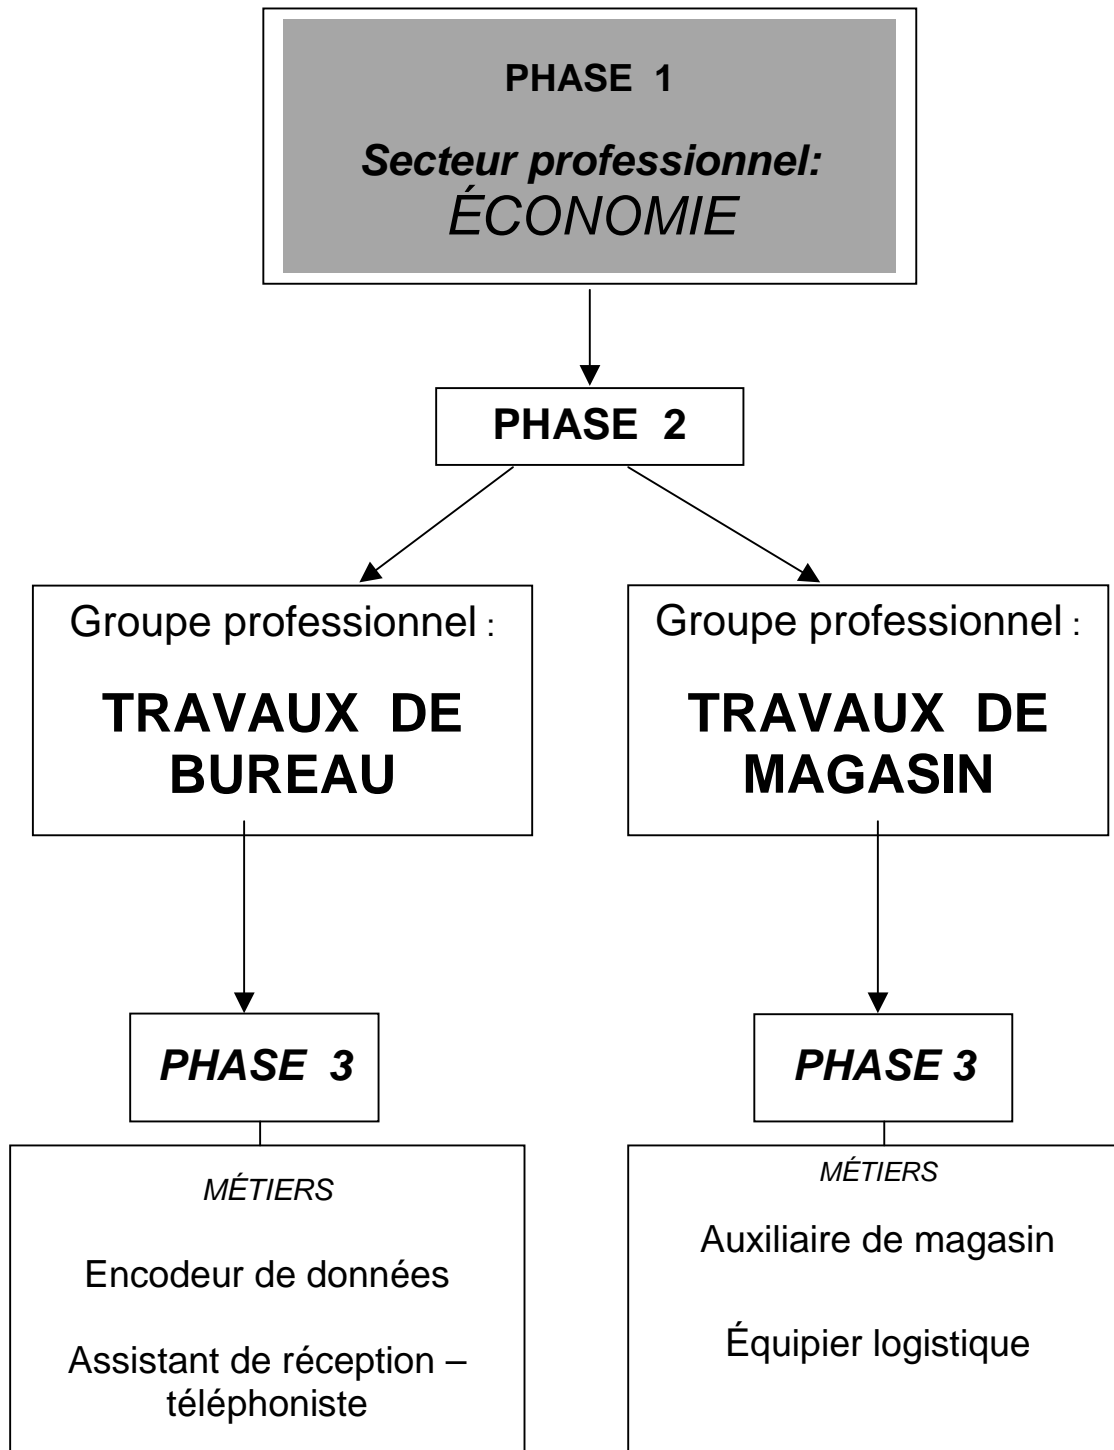 PHASE 1
Secteur professionnel:
ÉCONOMIE
PHASE 2
Groupe professionnel :
TRAVAUX DE
BUREAU
Groupe professionnel :
TRAVAUX DE
MAGASIN
PHASE 3
MÉTIERS
Encodeur de données
Assistant de réception –
téléphoniste
PHASE 3
MÉTIERS
Auxiliaire de magasin
Équipier logistique